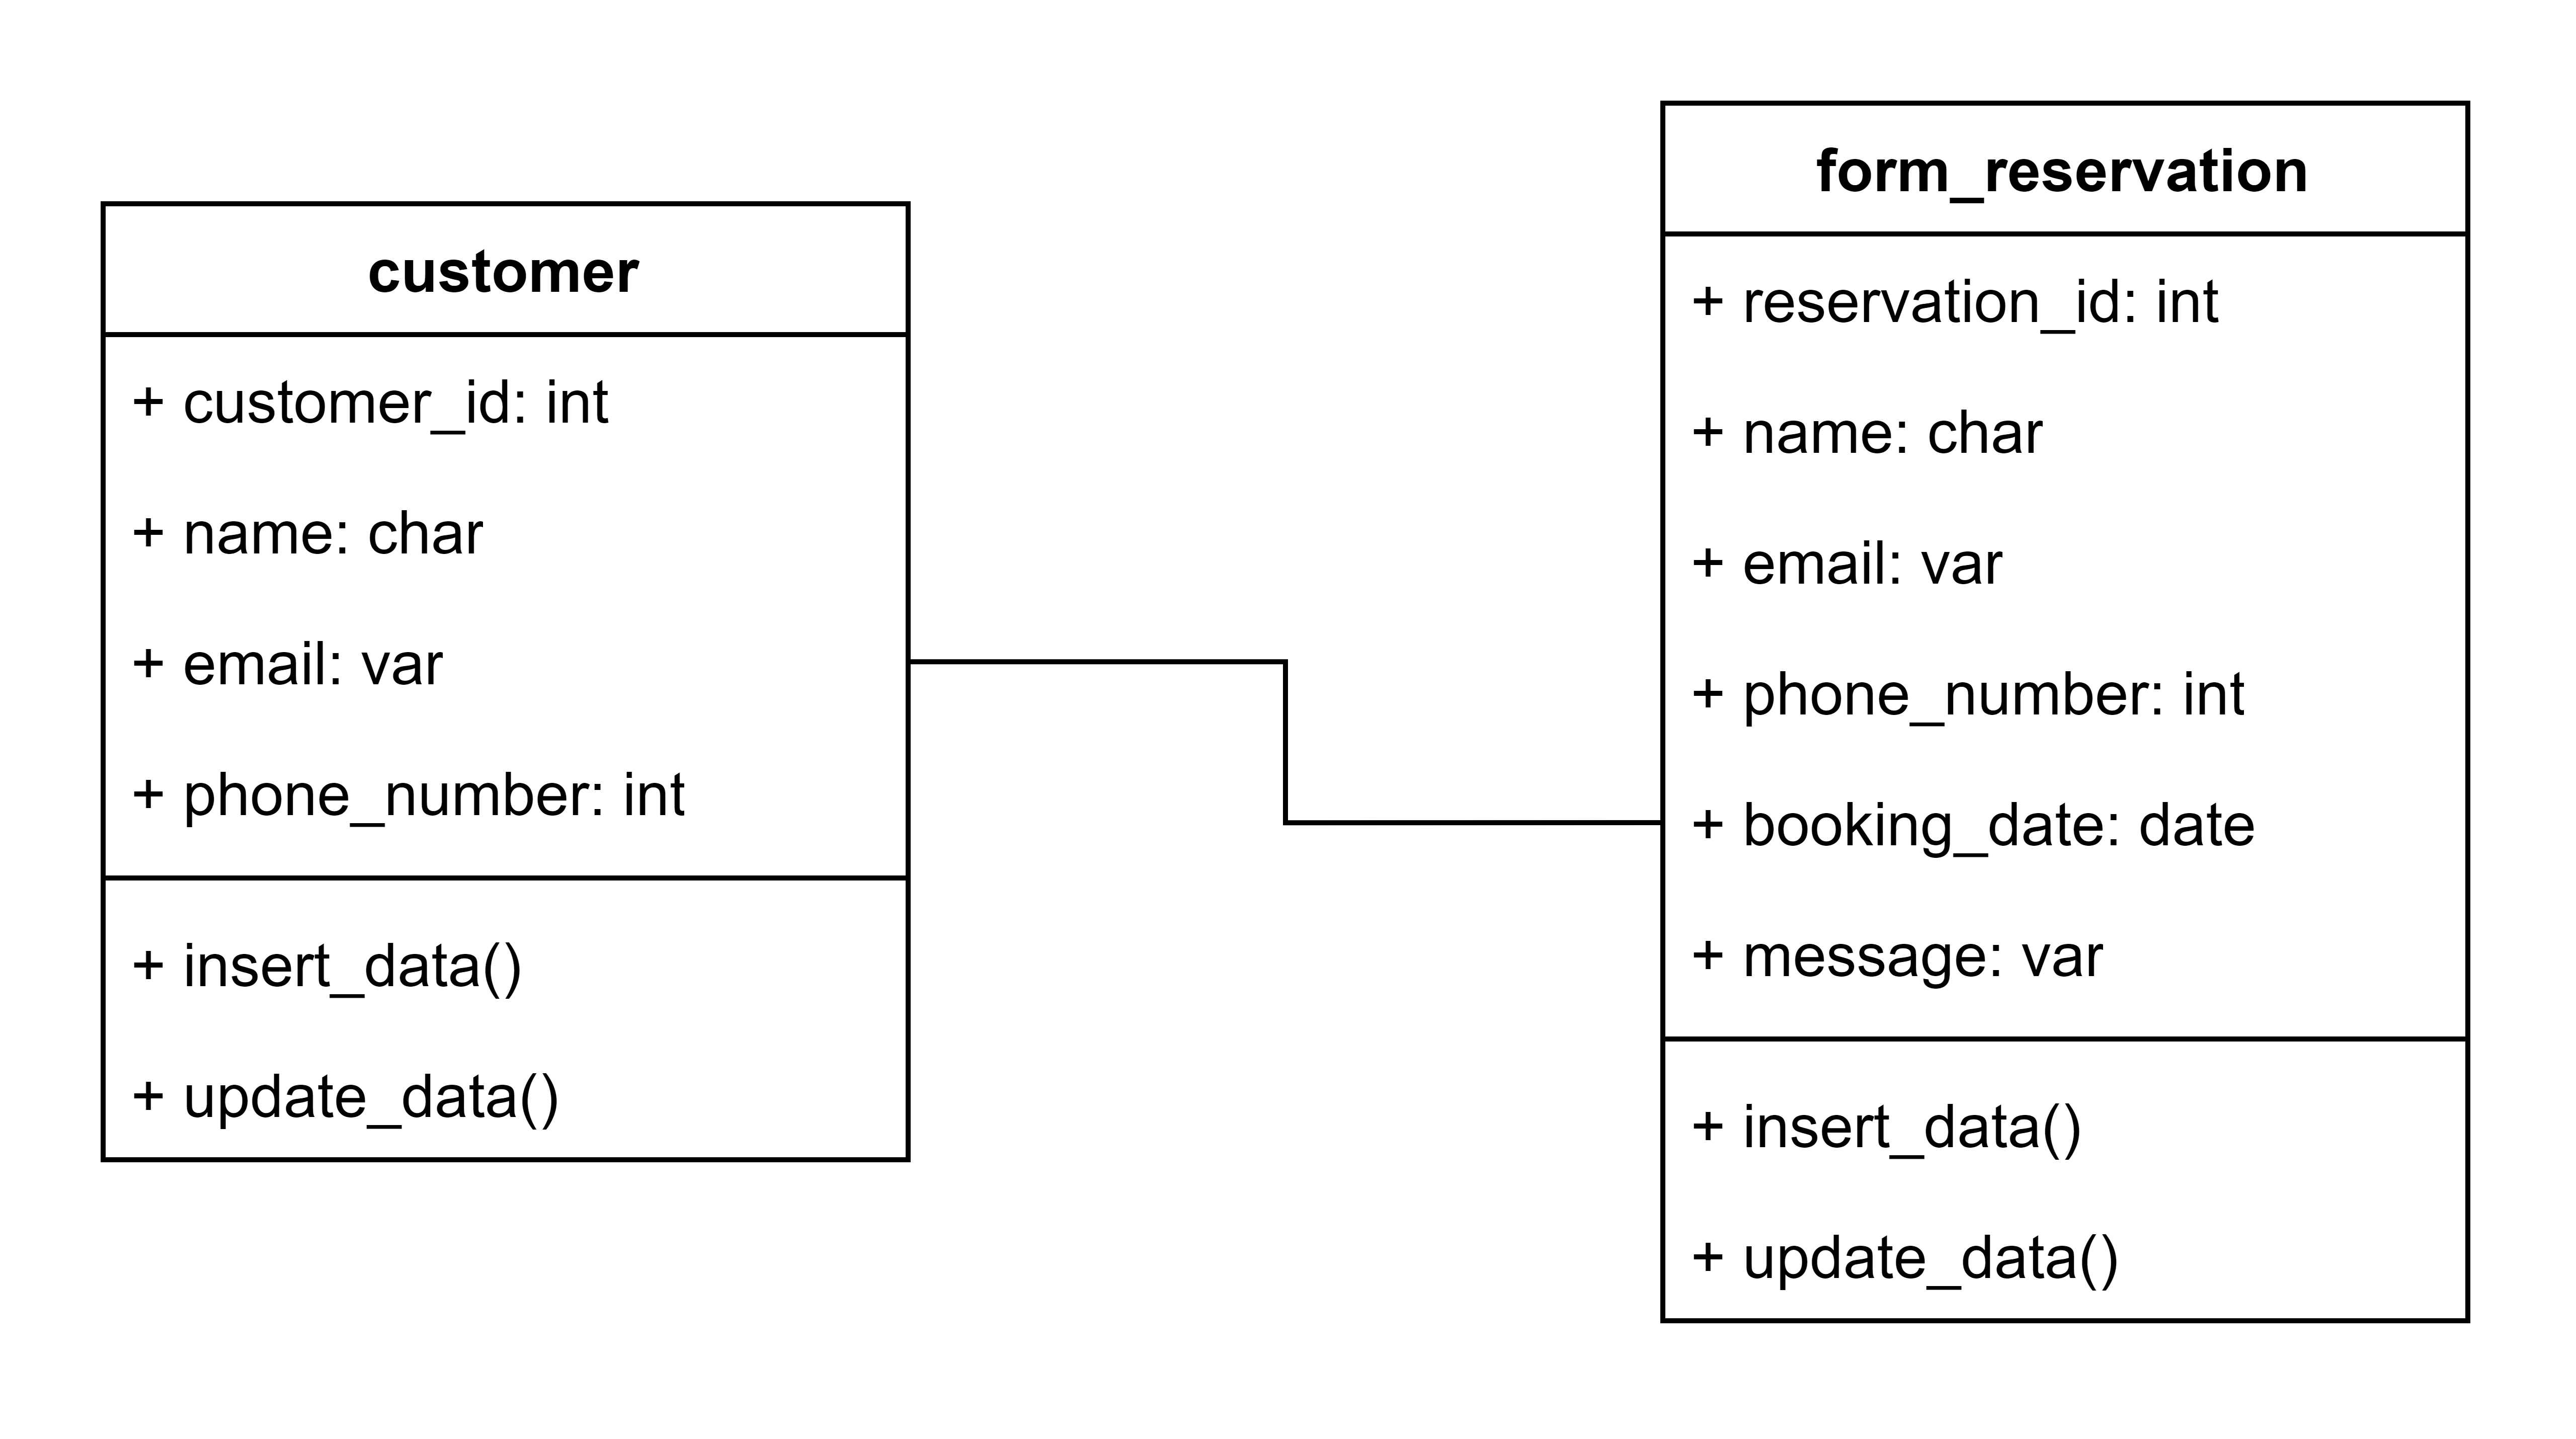 customer
+ customer_id: int
+ name: char
+ email: var
+ phone_number: int
+ insert_data()
+ update_data()
form_reservation
+ reservation_id: int
+ name: char
+ email: var
+ phone_number: int
+ booking_date: date
+ message: var
+ insert_data()
+ update_data()